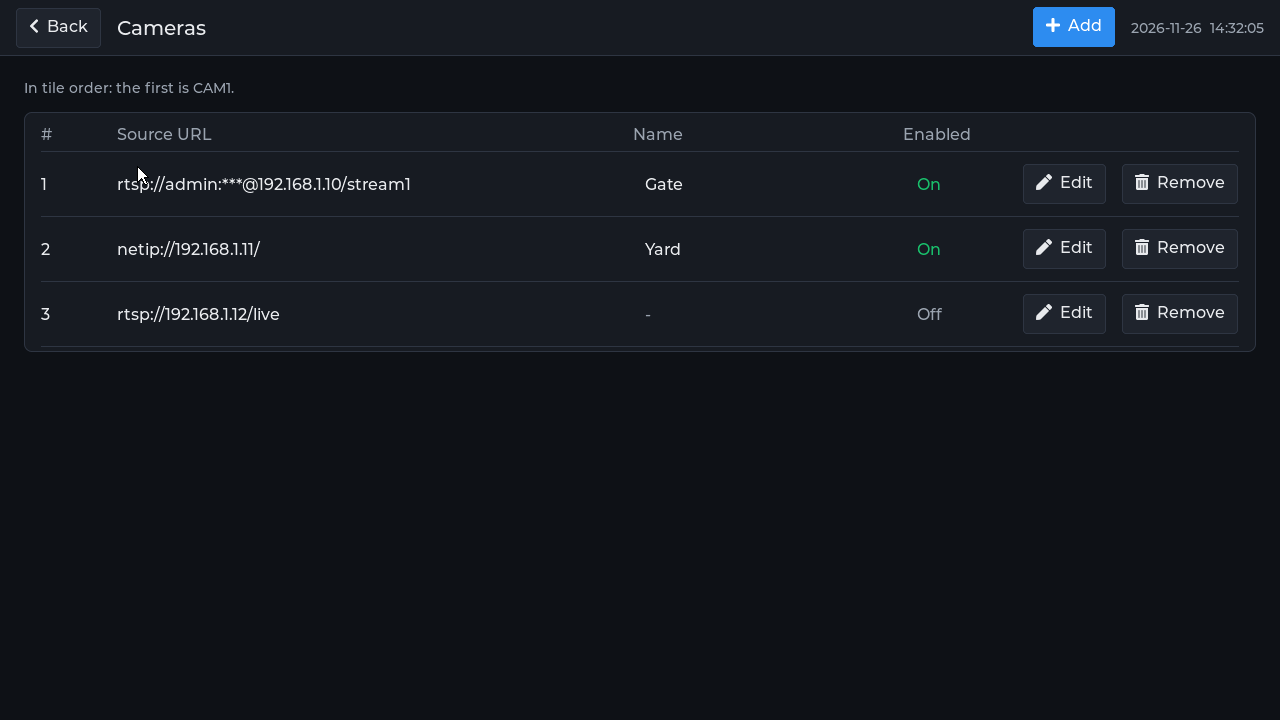 Back Cameras Add 2026-11-26 14:32:05
In tile order: the first is CAM1.
# Source URL Name Enabled
1 rtsp://admin:***@192.168.1.10/stream1 Gate On Edit Remove
2 netip://192.168.1.11/ Yard On Edit Remove
3 rtsp://192.168.1.12/live - Off Edit Remove